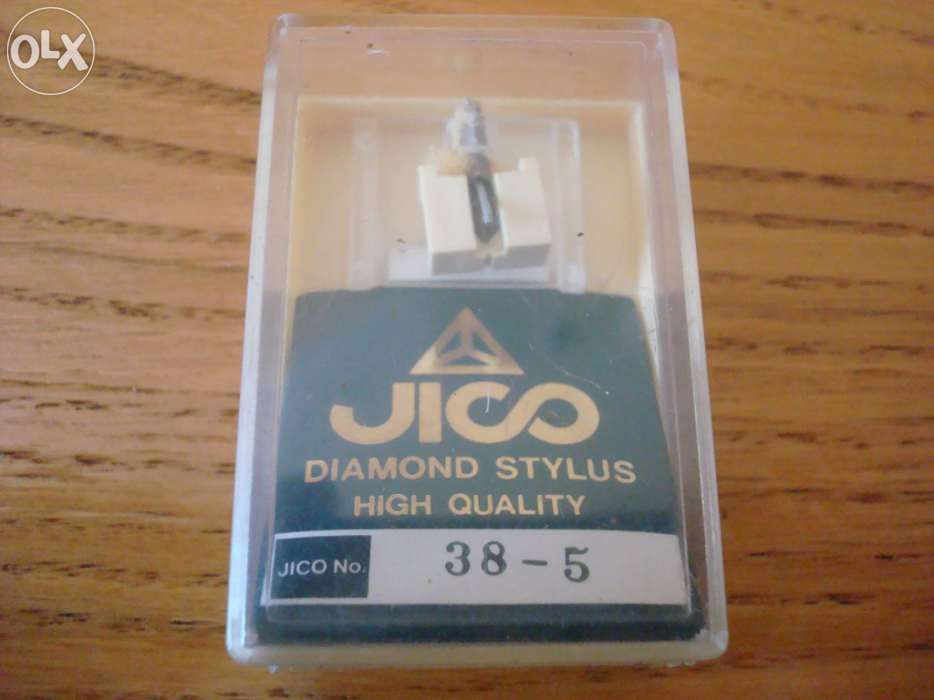 OLX
JICO
DIAMOND STYLUS
HIGH QUALITY
JICO No. 38-5